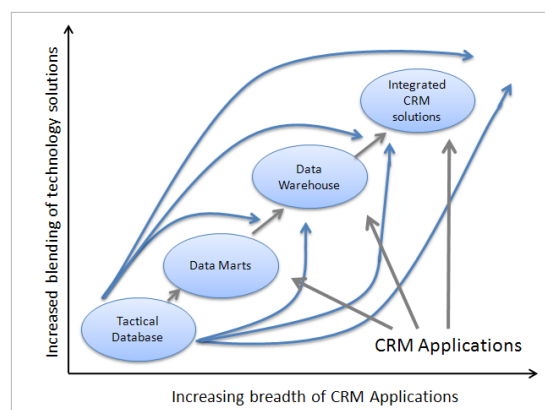 Increased blending of technology solutions
Integrated
CRM
solutions
Data
Warehouse
Data Marts
Tactical
Database
CRM Applications
Increasing breadth of CRM Applications